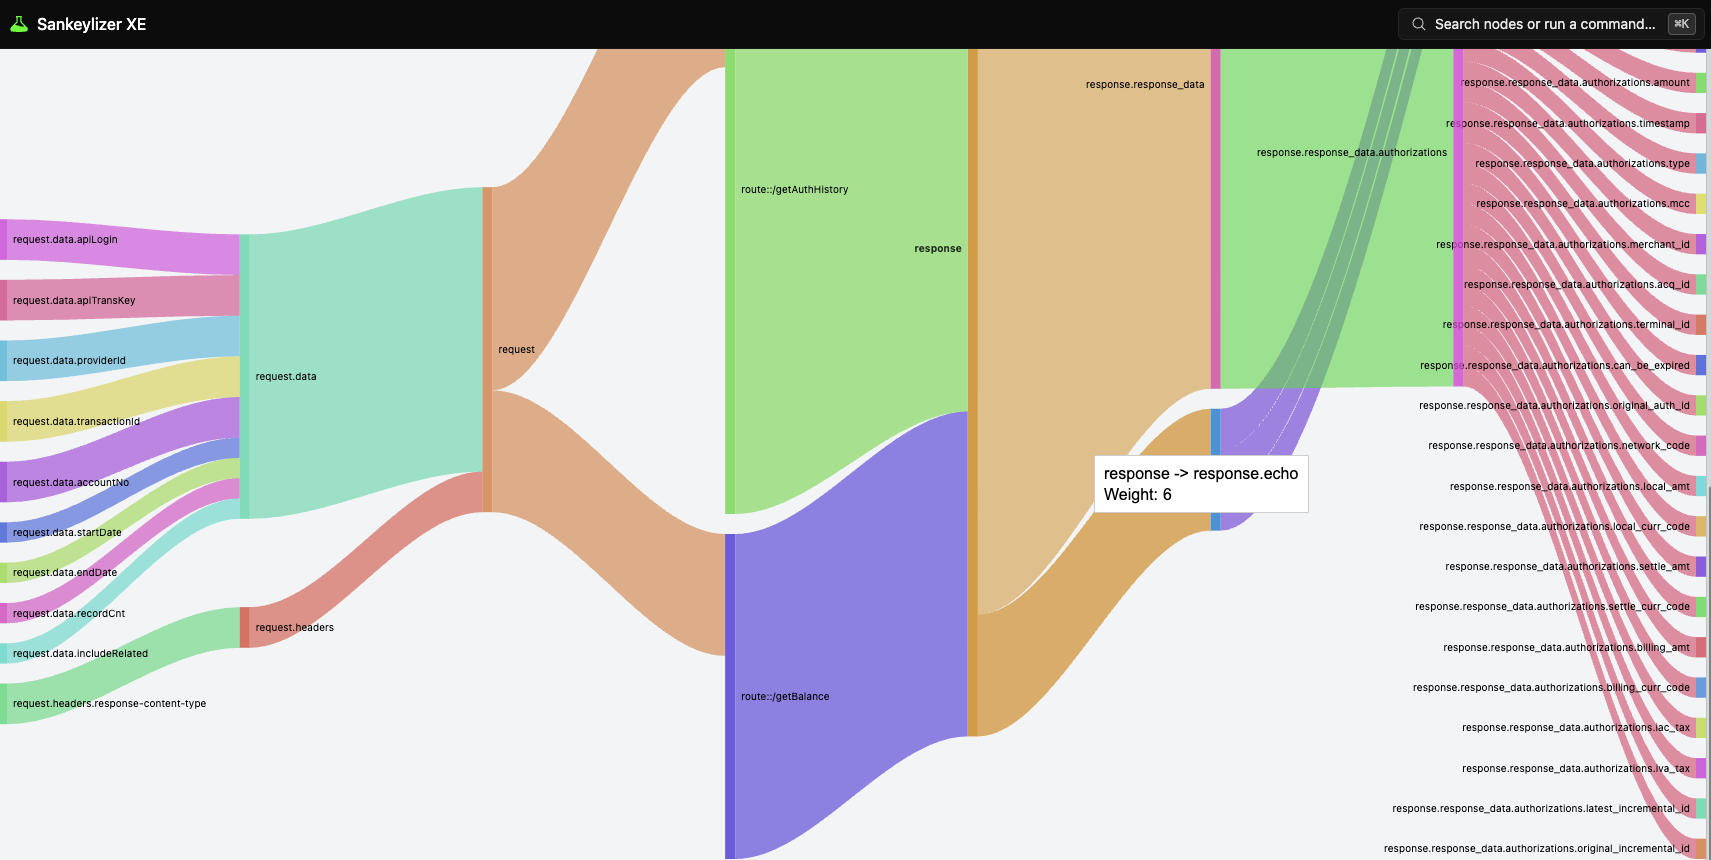 Sankeylizer XE
Search nodes or run a command...
⌘K
request.data.apiLogin
request.data.apiTransKey
request.data.providerId
request.data.transactionId
request.data.accountNo
request.data.startDate
request.data.endDate
request.data.recordCnt
request.data.includeRelated
request.headers.response-content-type
request.data
request.headers
request
route::/getAuthHistory
route::/getBalance
response
response.response_data
response -> response.echo
Weight: 6
response.response_data.authorizations
response.response_data.authorizations.amount
response.response_data.authorizations.timestamp
response.response_data.authorizations.type
response.response_data.authorizations.mcc
response.response_data.authorizations.merchant_id
response.response_data.authorizations.acq_id
response.response_data.authorizations.terminal_id
response.response_data.authorizations.can_be_expired
response.response_data.authorizations.original_auth_id
response.response_data.authorizations.network_code
response.response_data.authorizations.local_amt
response.response_data.authorizations.local_curr_code
response.response_data.authorizations.settle_amt
response.response_data.authorizations.settle_curr_code
response.response_data.authorizations.billing_amt
response.response_data.authorizations.billing_curr_code
response.response_data.authorizations.iac_tax
response.response_data.authorizations.iva_tax
response.response_data.authorizations.latest_incremental_id
response.response_data.authorizations.original_incremental_id